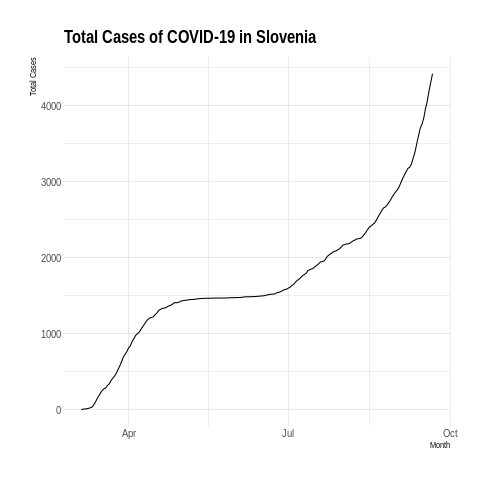 Total Cases of COVID-19 in Slovenia
Total Cases
4000
3000
2000
1000
0
Apr Jul Oct
Month